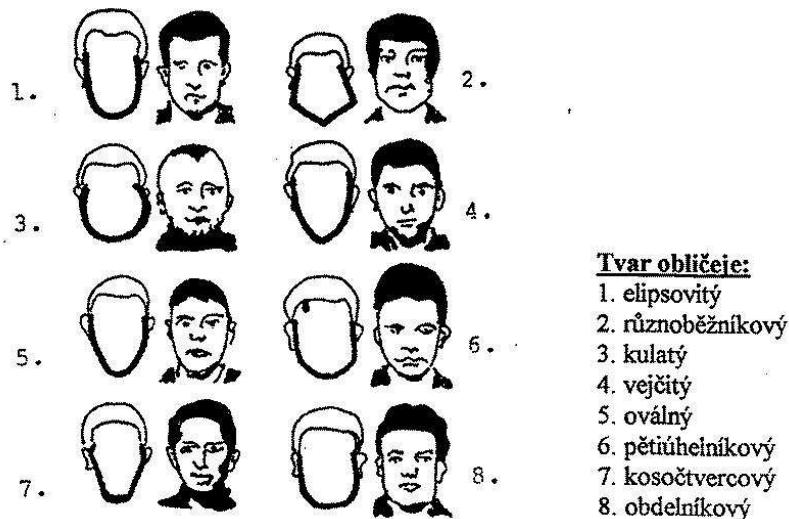 1.
2.
3.
4.
5.
6.
7.
8.
Tvar obličeje:
1. elipsovitý
2. různoběžníkový
3. kulatý
4. vejčitý
5. oválný
6. pětiúhelníkový
7. kosočtvercový
8. obdelníkový